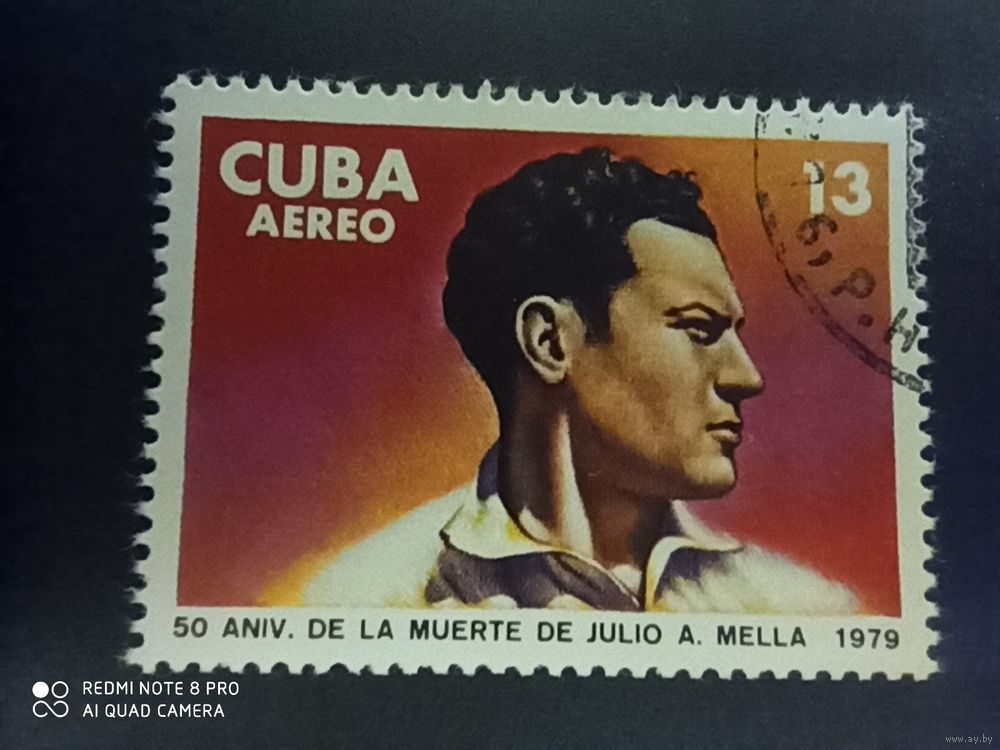 CUBA
AEREO
13
6, P. H
50 ANIV. DE LA MUERTE DE JULIO A. MELLA 1979
REDMI NOTE 8 PRO
AI QUAD CAMERA
www.ay.by